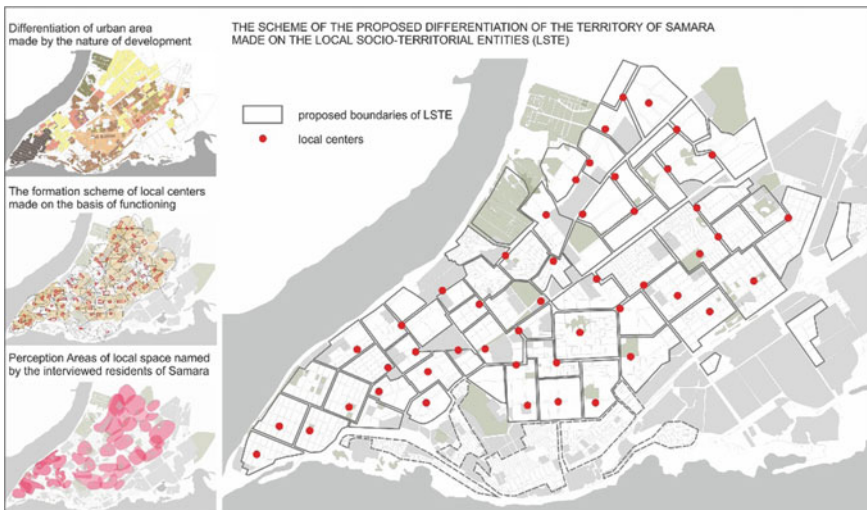 Differentiation of urban area
made by the nature of development
The formation scheme of local centers
made on the basis of functioning
Perception Areas of local space named
by the interviewed residents of Samara
THE SCHEME OF THE PROPOSED DIFFERENTIATION OF THE TERRITORY OF SAMARA
MADE ON THE LOCAL SOCIO-TERRITORIAL ENTITIES (LSTE)
proposed boundaries of LSTE
local centers